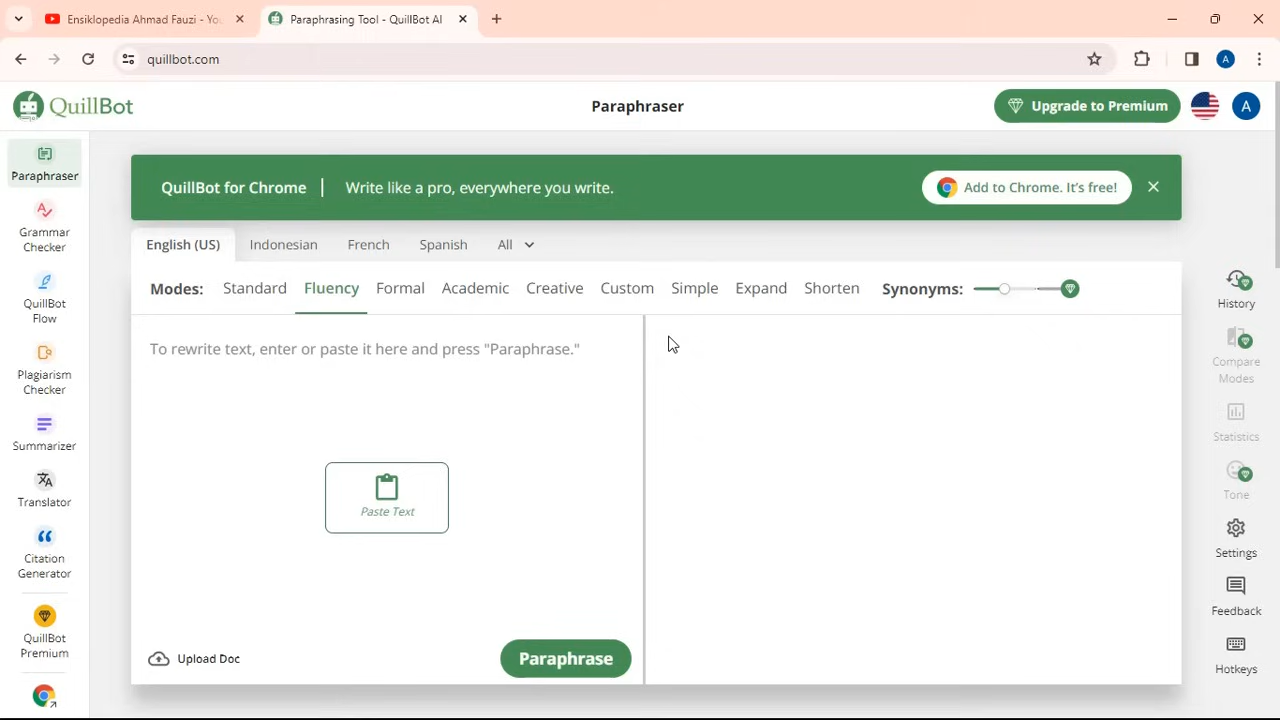 Ensiklopedia Ahmad Fauzi - You
Paraphrasing Tool - QuillBot AI
quillbot.com
A
QuillBot
Paraphraser
Upgrade to Premium
A
Paraphraser
Grammar
Checker
QuillBot
Flow
Plagiarism
Checker
Summarizer
Translator
Citation
Generator
QuillBot
Premium
QuillBot for Chrome | Write like a pro, everywhere you write.
Add to Chrome. It's free!
English (US) Indonesian French Spanish All
Modes: Standard Fluency Formal Academic Creative Custom Simple Expand Shorten Synonyms:
To rewrite text, enter or paste it here and press "Paraphrase."
Paste Text
Upload Doc
Paraphrase
History
Compare
Modes
Statistics
Tone
Settings
Feedback
Hotkeys